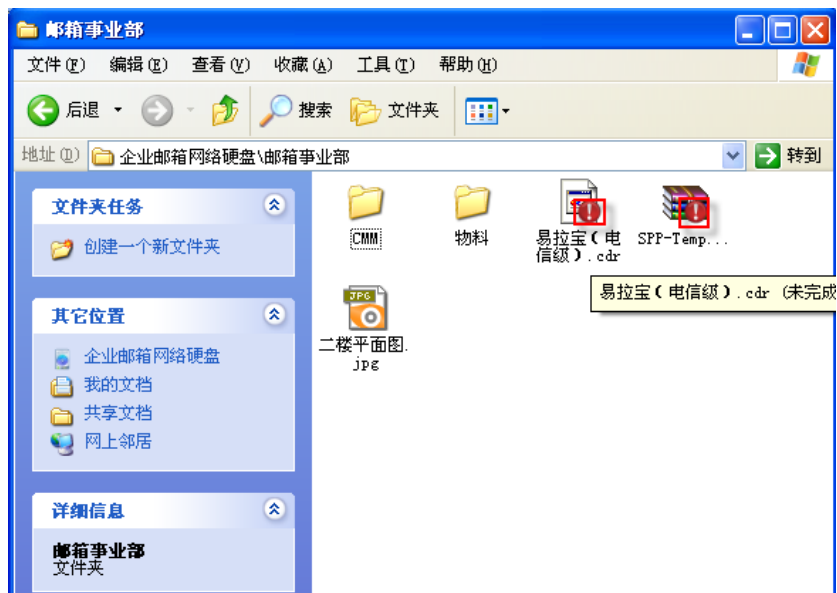 邮箱事业部
文件(F) 编辑(E) 查看(V) 收藏(A) 工具(T) 帮助(H)
后退 搜索 文件夹
地址(D) 企业邮箱网络硬盘\邮箱事业部 转到
文件夹任务
创建一个新文件夹
其它位置
企业邮箱网络硬盘
我的文档
共享文档
网上邻居
详细信息
邮箱事业部
文件夹
CMM
物料
易拉宝(电
信级).cdr
SPP-Temp...
易拉宝(电信级).cdr (未完成
JPG
二楼平面图.
jpg